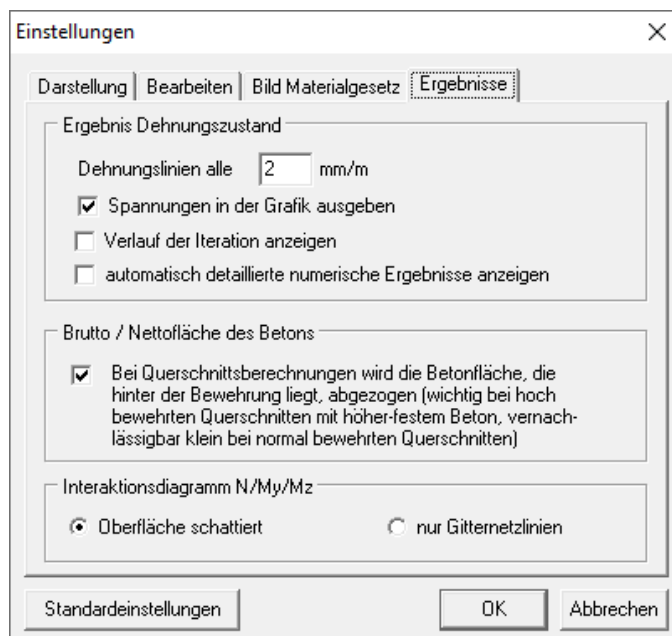 Einstellungen
Darstellung Bearbeiten Bild Materialgesetz Ergebnisse
Ergebnis Dehnungszustand
Dehnungslinien alle 2 mm/m
Spannungen in der Grafik ausgeben
Verlauf der Iteration anzeigen
automatisch detaillierte numerische Ergebnisse anzeigen
Brutto / Nettofläche des Betons
Bei Querschnittsberechnungen wird die Betonfläche, die
hinter der Bewehrung liegt, abgezogen (wichtig bei hoch
bewehrten Querschnitten mit höher-festem Beton, vernach-
lässigbar klein bei normal bewehrten Querschnitten)
Interaktionsdiagramm N/My/Mz
Oberfläche schattiert nur Gitternetzlinien
Standardeinstellungen OK Abbrechen